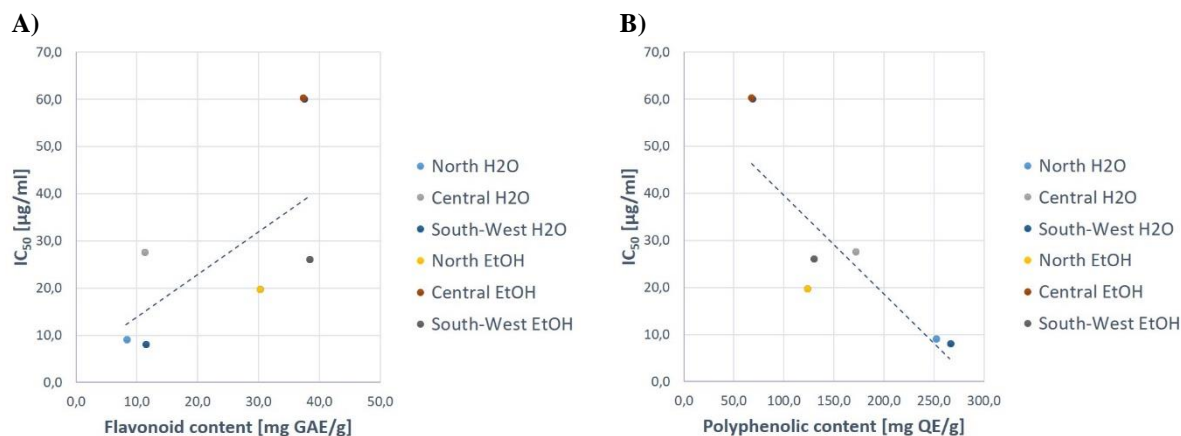 A)
70,0
60,0
50,0
40,0
30,0
20,0
10,0
0,0
IC50 [µg/ml]
0,0 10,0 20,0 30,0 40,0 50,0
Flavonoid content [mg GAE/g]
North H2O
Central H2O
South-West H2O
North EtOH
Central EtOH
South-West EtOH
B)
70,0
60,0
50,0
40,0
30,0
20,0
10,0
0,0
IC50 [µg/ml]
0,0 50,0 100,0 150,0 200,0 250,0 300,0
Polyphenolic content [mg QE/g]
North H2O
Central H2O
South-West H2O
North EtOH
Central EtOH
South-West EtOH